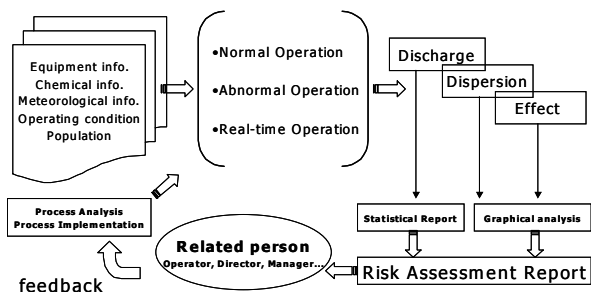 Equipment info.
Chemical info.
Meteorological info.
Operating condition
Population
•Normal Operation
•Abnormal Operation
•Real-time Operation
Discharge
Dispersion
Effect
Process Analysis
Process Implementation
Related person
Operator, Director, Manager...
Statistical Report
Graphical analysis
Risk Assessment Report
feedback